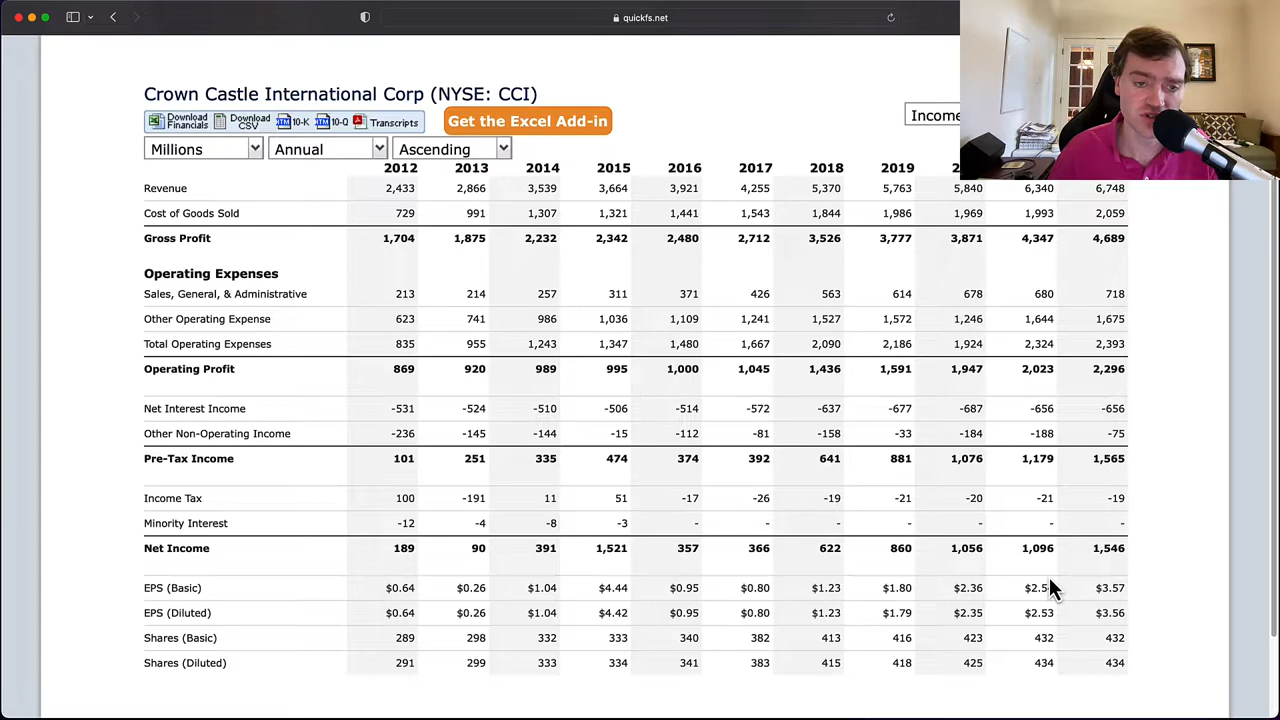 quickfs.net
Crown Castle International Corp (NYSE: CCI)
Download Financials Download CSV 10-K 10-Q Transcripts Get the Excel Add-in Income
Millions Annual Ascending
2012 2013 2014 2015 2016 2017 2018 2019
Revenue 2,433 2,866 3,539 3,664 3,921 4,255 5,370 5,763 5,840 6,340 6,748
Cost of Goods Sold 729 991 1,307 1,321 1,441 1,543 1,844 1,986 1,969 1,993 2,059
Gross Profit 1,704 1,875 2,232 2,342 2,480 2,712 3,526 3,777 3,871 4,347 4,689
Operating Expenses
Sales, General, & Administrative 213 214 257 311 371 426 563 614 678 680 718
Other Operating Expense 623 741 986 1,036 1,109 1,241 1,527 1,572 1,246 1,644 1,675
Total Operating Expenses 835 955 1,243 1,347 1,480 1,667 2,090 2,186 1,924 2,324 2,393
Operating Profit 869 920 989 995 1,000 1,045 1,436 1,591 1,947 2,023 2,296
Net Interest Income -531 -524 -510 -506 -514 -572 -637 -677 -687 -656 -656
Other Non-Operating Income -236 -145 -144 -15 -112 -81 -158 -33 -184 -188 -75
Pre-Tax Income 101 251 335 474 374 392 641 881 1,076 1,179 1,565
Income Tax 100 -191 11 51 -17 -26 -19 -21 -20 -21 -19
Minority Interest -12 -4 -8 -3 - - - - - - -
Net Income 189 90 391 1,521 357 366 622 860 1,056 1,096 1,546
EPS (Basic) $0.64 $0.26 $1.04 $4.44 $0.95 $0.80 $1.23 $1.80 $2.36 $3.57
EPS (Diluted) $0.64 $0.26 $1.04 $4.42 $0.95 $0.80 $1.23 $1.79 $2.35 $2.53 $3.56
Shares (Basic) 289 298 332 333 340 382 413 416 423 432 432
Shares (Diluted) 291 299 333 334 341 383 415 418 425 434 434